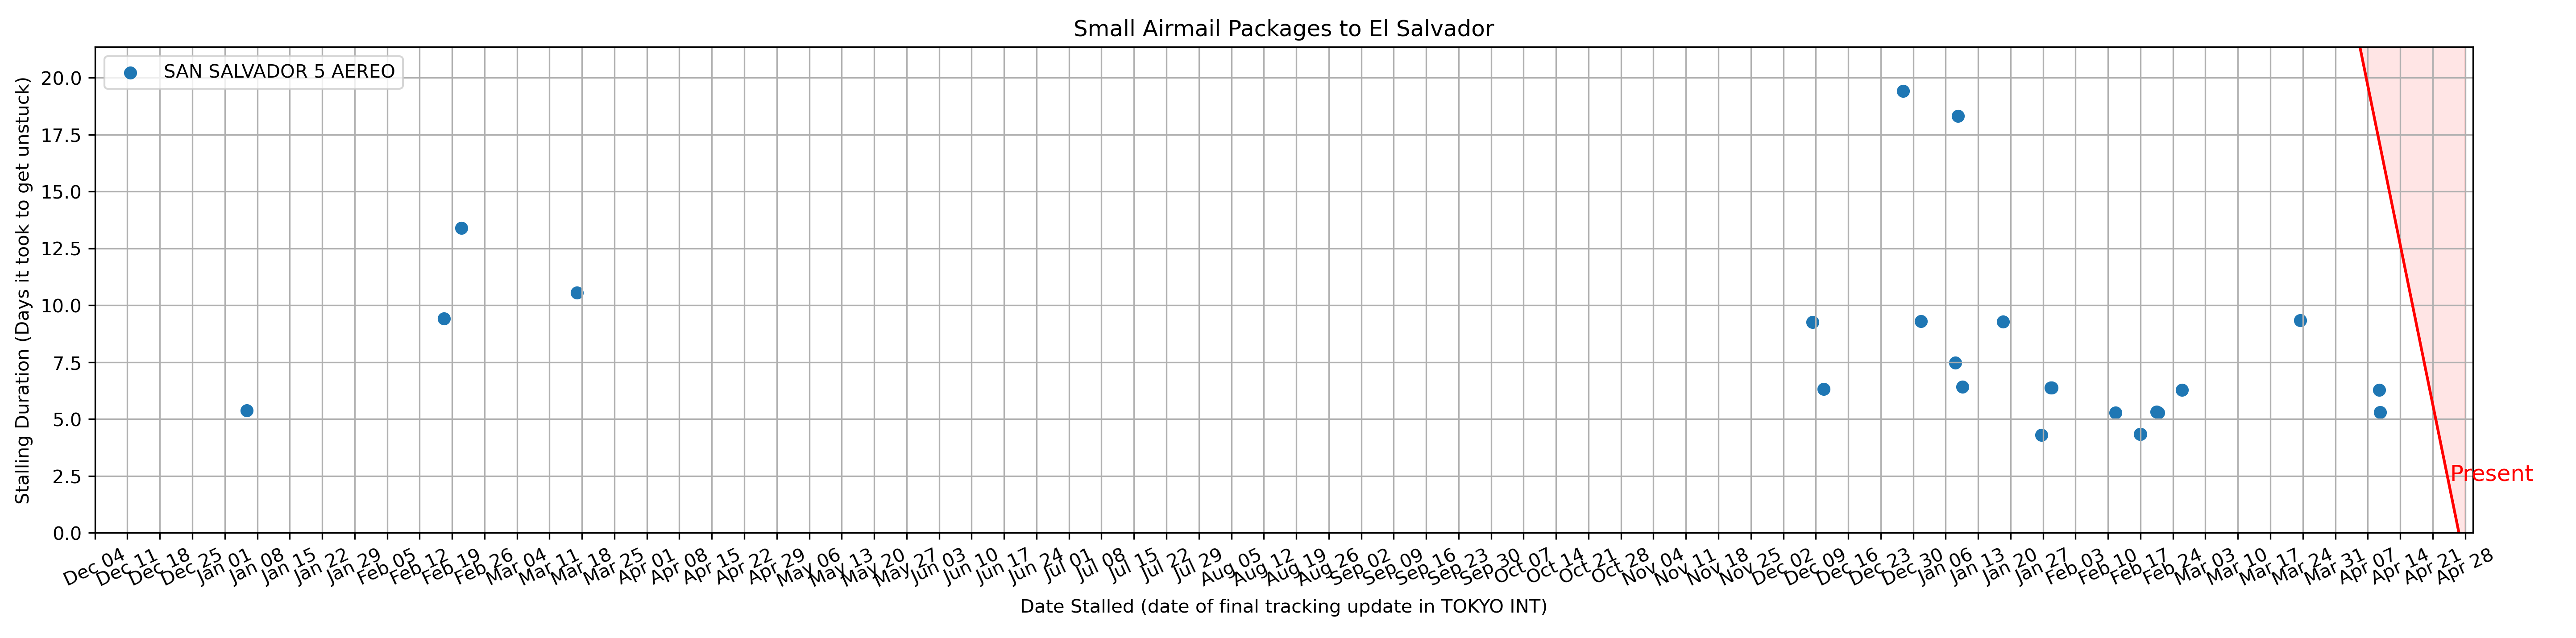 Small Airmail Packages to El Salvador
SAN SALVADOR 5 AEREO
Stalling Duration (Days it took to get unstuck)
20.0
17.5
15.0
12.5
10.0
7.5
5.0
2.5
0.0
Present
Dec 04
Dec 11
Dec 18
Dec 25
Jan 01
Jan 08
Jan 15
Jan 22
Jan 29
Feb 05
Feb 12
Feb 19
Feb 26
Mar 04
Mar 11
Mar 18
Mar 25
Apr 01
Apr 08
Apr 15
Apr 22
Apr 29
May 06
May 13
May 20
May 27
Jun 03
Jun 10
Jun 17
Jun 24
Jul 01
Jul 08
Jul 15
Jul 22
Jul 29
Aug 05
Aug 12
Aug 19
Aug 26
Sep 02
Sep 09
Sep 16
Sep 23
Sep 30
Oct 07
Oct 14
Oct 21
Oct 28
Nov 04
Nov 11
Nov 18
Nov 25
Dec 02
Dec 09
Dec 16
Dec 23
Dec 30
Jan 06
Jan 13
Jan 20
Jan 27
Feb 03
Feb 10
Feb 17
Feb 24
Mar 03
Mar 10
Mar 17
Mar 24
Mar 31
Apr 07
Apr 14
Apr 21
Apr 28
Date Stalled (date of final tracking update in TOKYO INT)